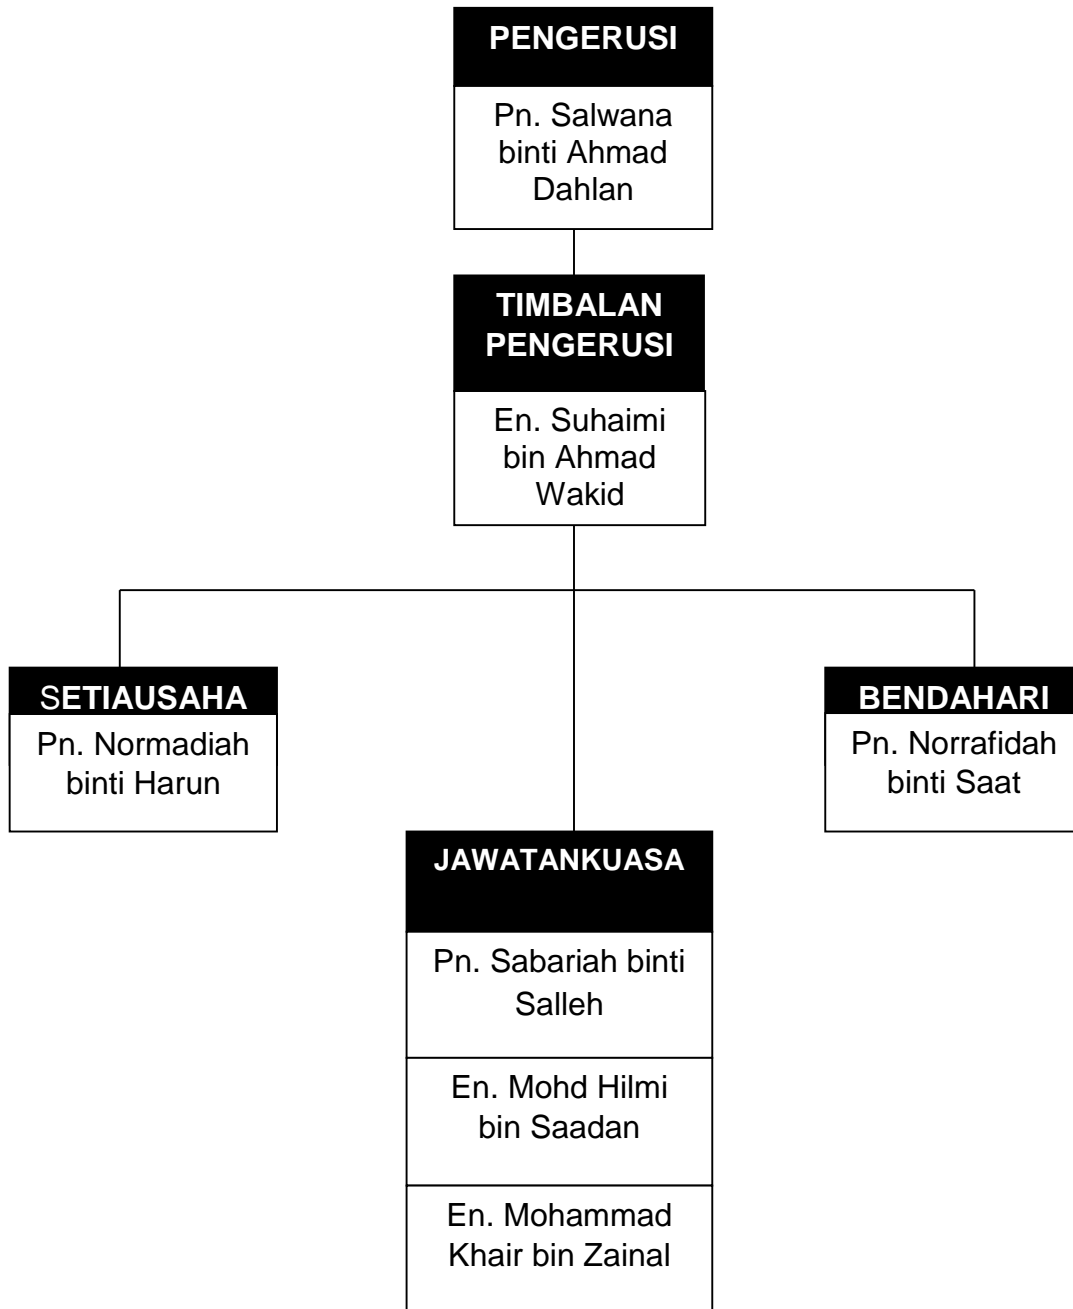 PENGERUSI
Pn. Salwana
binti Ahmad
Dahlan
TIMBALAN
PENGERUSI
En. Suhaimi
bin Ahmad
Wakid
SETIAUSAHA
Pn. Normadiah
binti Harun
BENDAHARI
Pn. Norrafidah
binti Saat
JAWATANKUASA
Pn. Sabariah binti
Salleh
En. Mohd Hilmi
bin Saadan
En. Mohammad
Khair bin Zainal